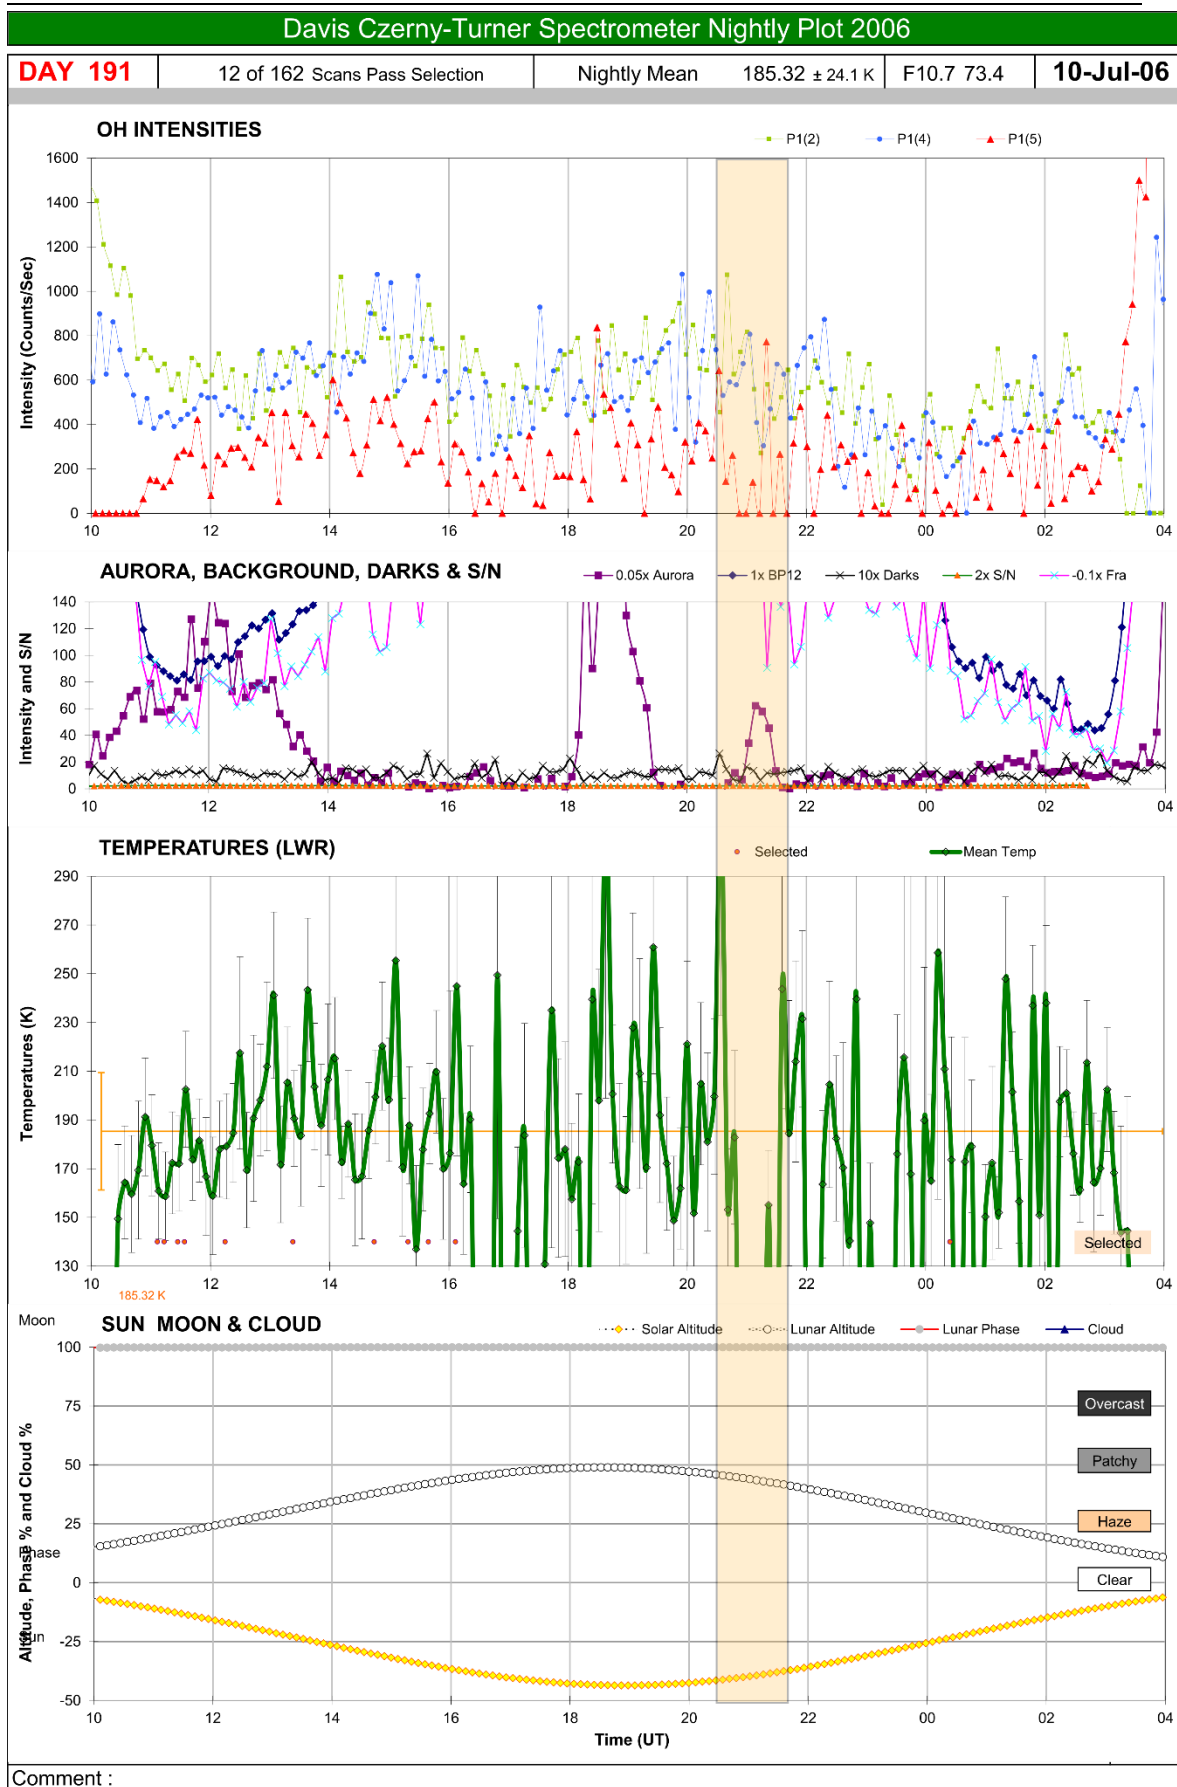 Davis Czerny-Turner Spectrometer Nightly Plot 2006
DAY 191 12 of 162 Scans Pass Selection Nightly Mean 185.32 ± 24.1 K F10.7 73.4 10-Jul-06
OH INTENSITIES
P1(2) P1(4) P1(5)
Intensity (Counts/Sec)
1600
1400
1200
1000
800
600
400
200
0
10 12 14 16 18 20 22 00 02 04
AURORA, BACKGROUND, DARKS & S/N
0.05x Aurora 1x BP12 10x Darks 2x S/N -0.1x Fra
Intensity and S/N
140
120
100
80
60
40
20
0
10 12 14 16 18 20 22 00 02 04
TEMPERATURES (LWR)
Selected Mean Temp
Temperatures (K)
290
270
250
230
210
190
170
150
130
Selected
10 12 14 16 18 20 22 00 02 04
185.32 K
Moon
SUN MOON & CLOUD
Solar Altitude Lunar Altitude Lunar Phase Cloud
Altitude, Phase % and Cloud %
100
75
50
25
0
-25
-50
Overcast
Patchy
Haze
Clear
Phase
Sun
10 12 14 16 18 20 22 00 02 04
Time (UT)
Comment :